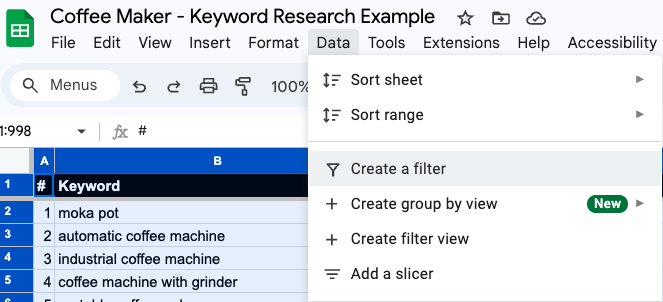 Coffee Maker - Keyword Research Example
File Edit View Insert Format Data Tools Extensions Help Accessibility
Menus 100%
1:998 fx #
Sort sheet
Sort range
Create a filter
Create group by view New
Create filter view
Add a slicer
A B
1 # Keyword
2 1 moka pot
3 2 automatic coffee machine
4 3 industrial coffee machine
5 4 coffee machine with grinder